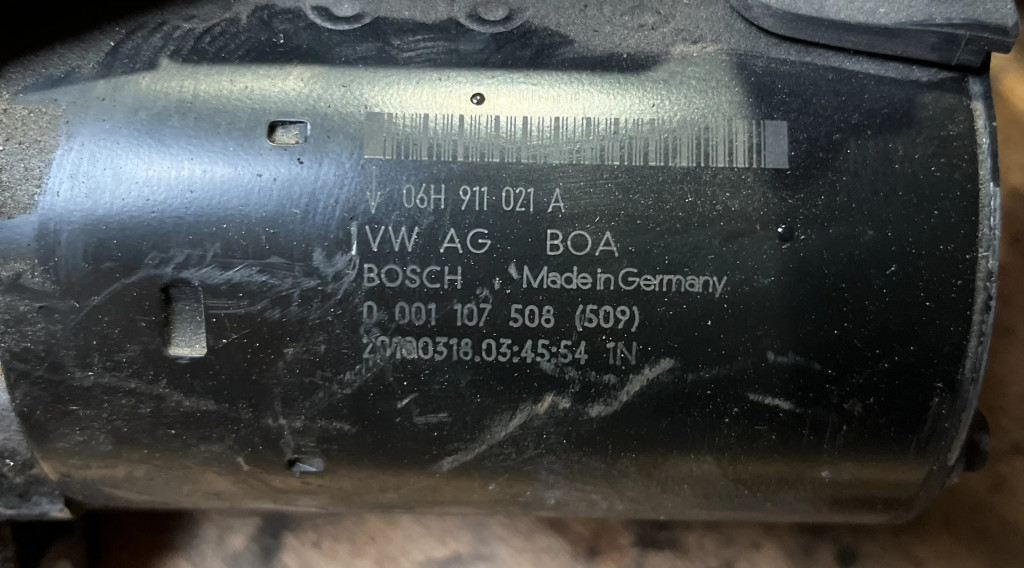 V 06H 911 021 A
VW AG BOA
BOSCH Made in Germany
0 001 107 508 (509)
20180318.03:45:54 1N